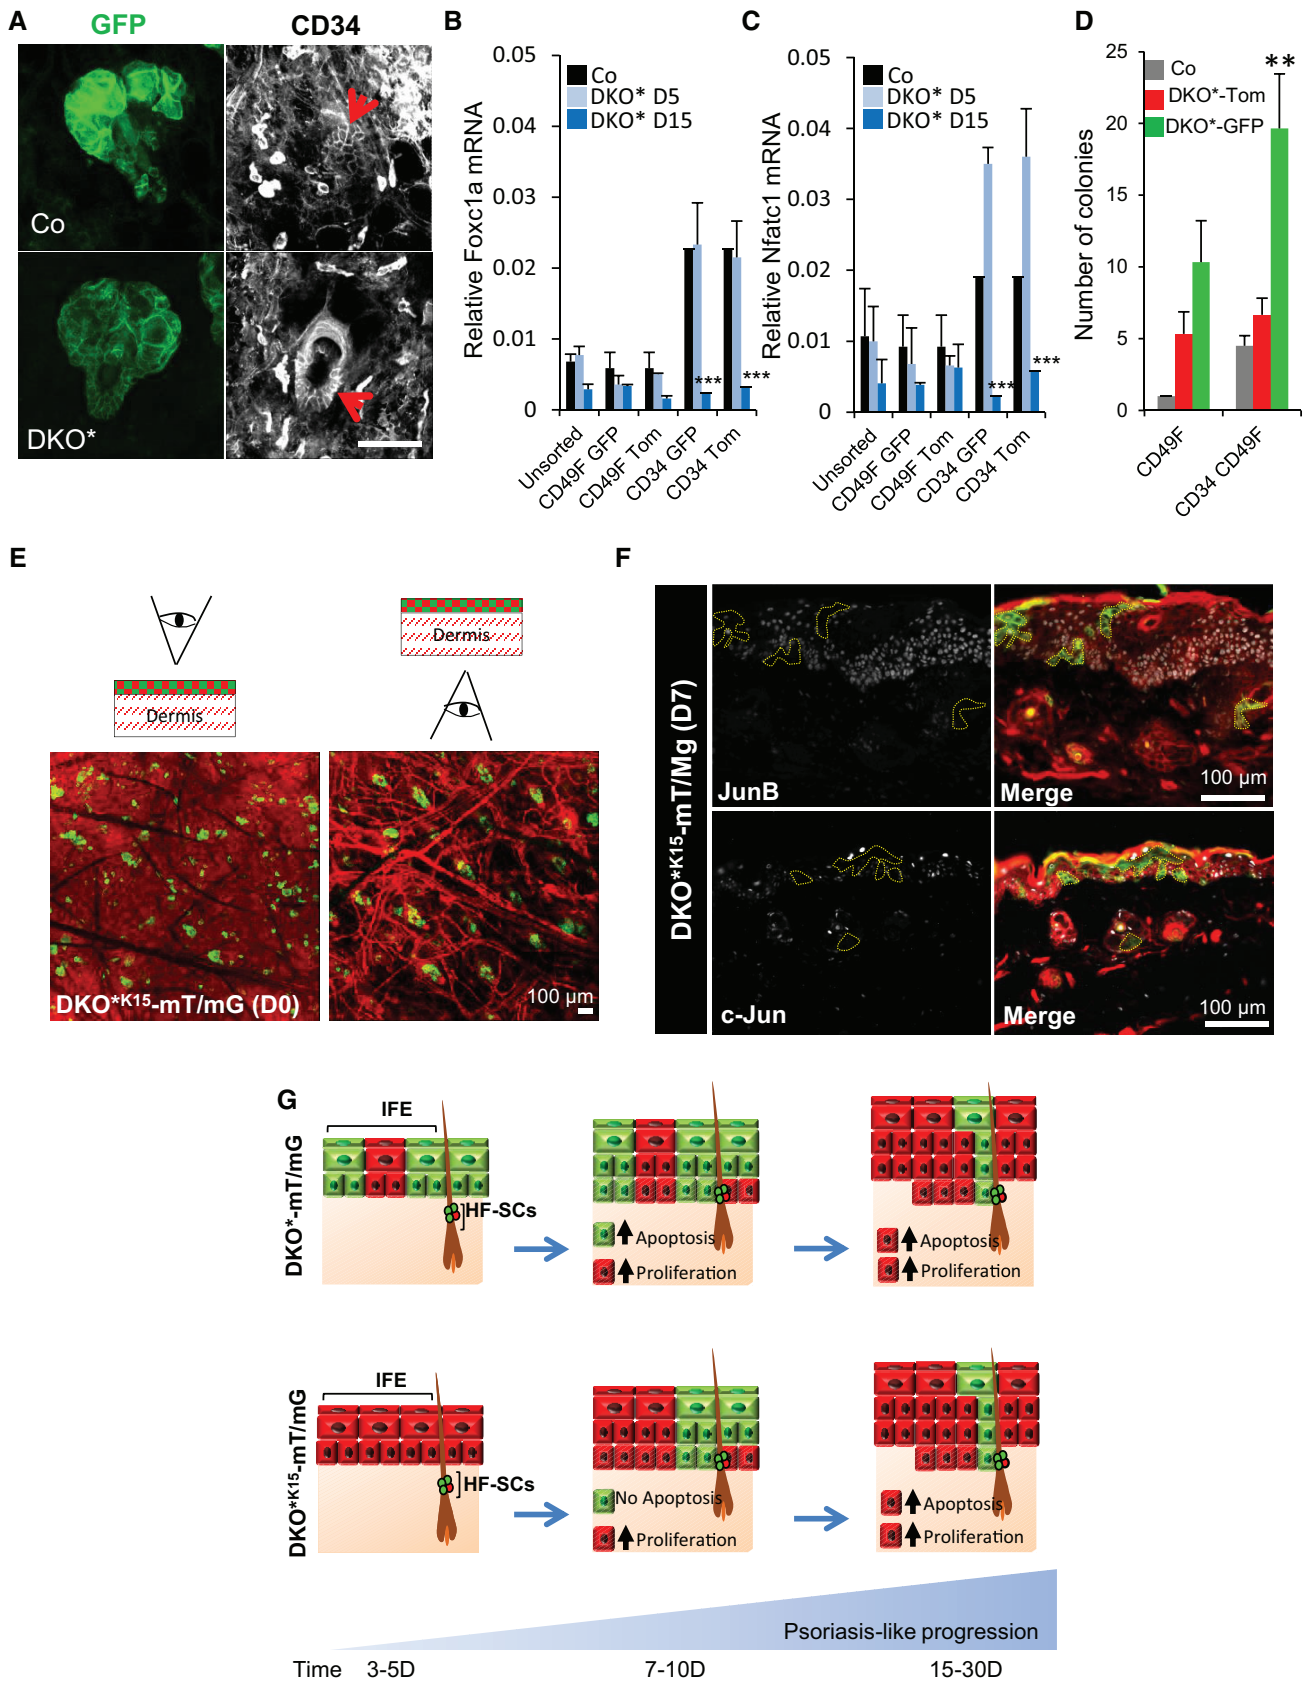 A
GFP
CD34
Co
DKO*
B
Relative Foxc1a mRNA
0.05
0.04
0.03
0.02
0.01
0
Co
DKO* D5
DKO* D15
***
***
Unsorted
CD49F GFP
CD49F Tom
CD34 GFP
CD34 Tom
C
Relative Nfatc1 mRNA
0.05
0.04
0.03
0.02
0.01
0
Co
DKO* D5
DKO* D15
***
***
Unsorted
CD49F GFP
CD49F Tom
CD34 GFP
CD34 Tom
D
Number of colonies
25
20
15
10
5
0
Co
DKO*-Tom
DKO*-GFP
**
CD49F
CD34 CD49F
E
Dermis
Dermis
DKO*K15-mT/mG (D0)
100 µm
F
DKO*K15-mT/Mg (D7)
JunB
Merge
100 µm
c-Jun
Merge
100 µm
G
DKO*-mT/mG
IFE
HF-SCs
Apoptosis
Proliferation
Apoptosis
Proliferation
DKO*K15-mT/mG
IFE
HF-SCs
No Apoptosis
Proliferation
Apoptosis
Proliferation
Psoriasis-like progression
Time 3-5D 7-10D 15-30D